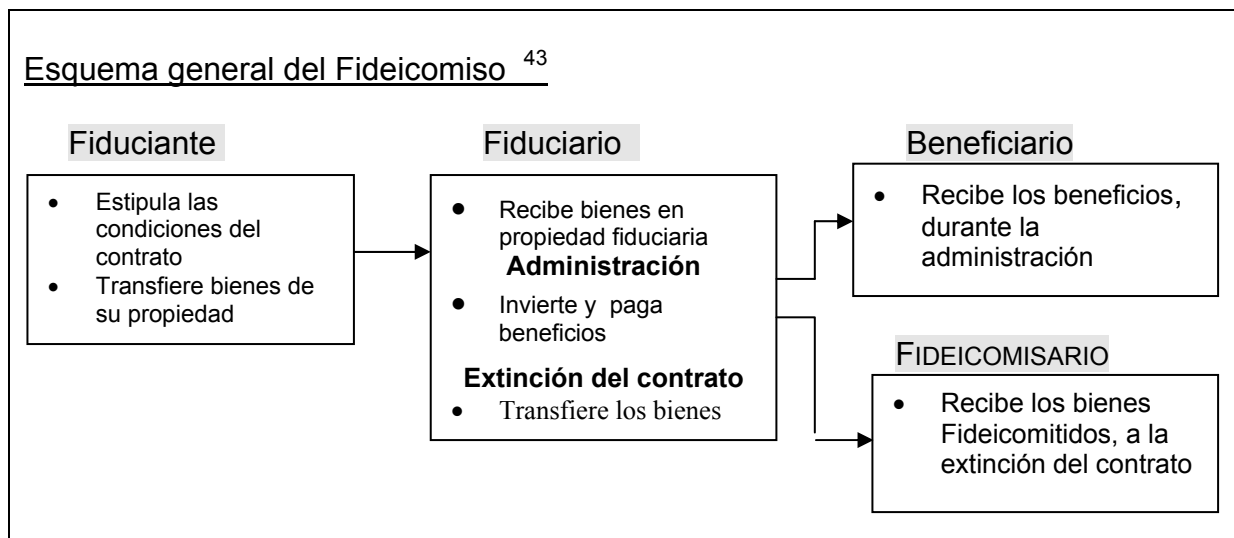 Esquema general del Fideicomiso 43
Fiduciante
• Estipula las
condiciones del
contrato
• Transfiere bienes de
su propiedad
Fiduciario
• Recibe bienes en
propiedad fiduciaria
Administración
• Invierte y paga
beneficios
Extinción del contrato
• Transfiere los bienes
Beneficiario
• Recibe los beneficios,
durante la
administración
FIDEICOMISARIO
• Recibe los bienes
Fideicomitidos, a la
extinción del contrato